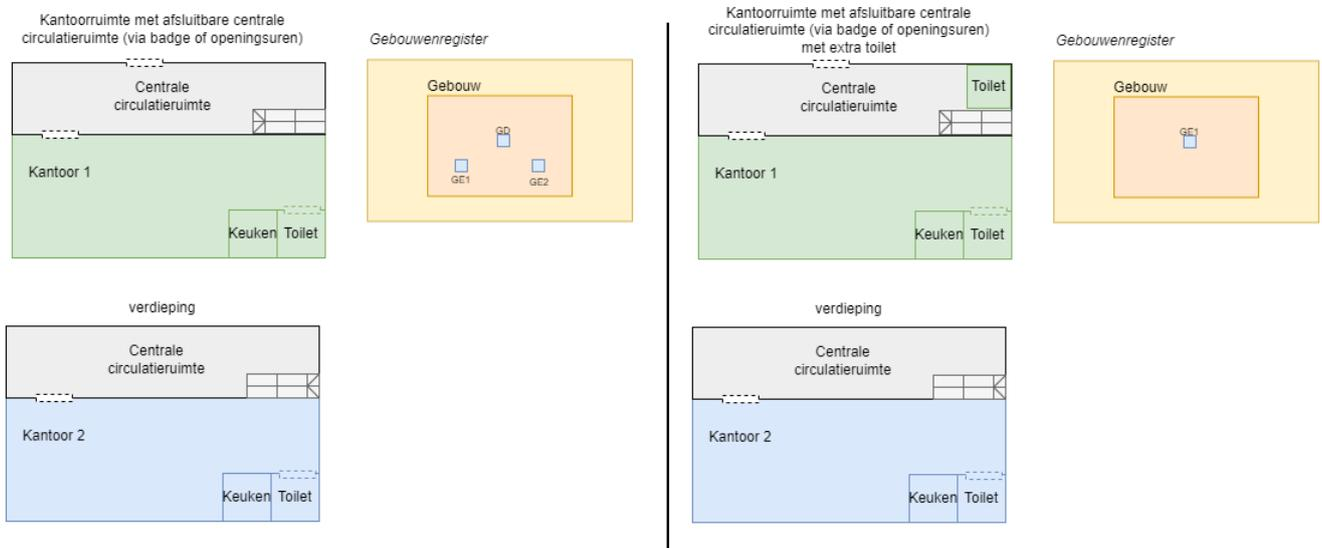 Kantoorruimte met afsluitbare centrale
circulatieruimte (via badge of openingsuren)
Gebouwenregister
Centrale
circulatieruimte
Gebouw
GD
GE1
GE2
Kantoor 1
Keuken
Toilet
verdieping
Centrale
circulatieruimte
Kantoor 2
Keuken
Toilet
Kantoorruimte met afsluitbare centrale
circulatieruimte (via badge of openingsuren)
met extra toilet
Gebouwenregister
Centrale
circulatieruimte
Toilet
Gebouw
GE1
Kantoor 1
Keuken
Toilet
verdieping
Centrale
circulatieruimte
Kantoor 2
Keuken
Toilet